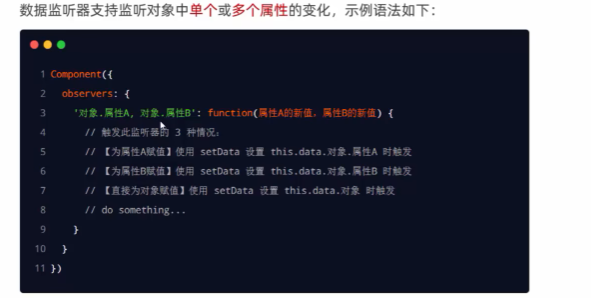 数据监听器支持监听对象中单个或多个属性的变化，示例语法如下：
1 Component({
2 observers: {
3 '对象.属性A, 对象.属性B': function(属性A的新值, 属性B的新值) {
4 // 触发此监听器的 3 种情况：
5 // 【为属性A赋值】使用 setData 设置 this.data.对象.属性A 时触发
6 // 【为属性B赋值】使用 setData 设置 this.data.对象.属性B 时触发
7 // 【直接为对象赋值】使用 setData 设置 this.data.对象 时触发
8 // do something...
9 }
10 }
11 })